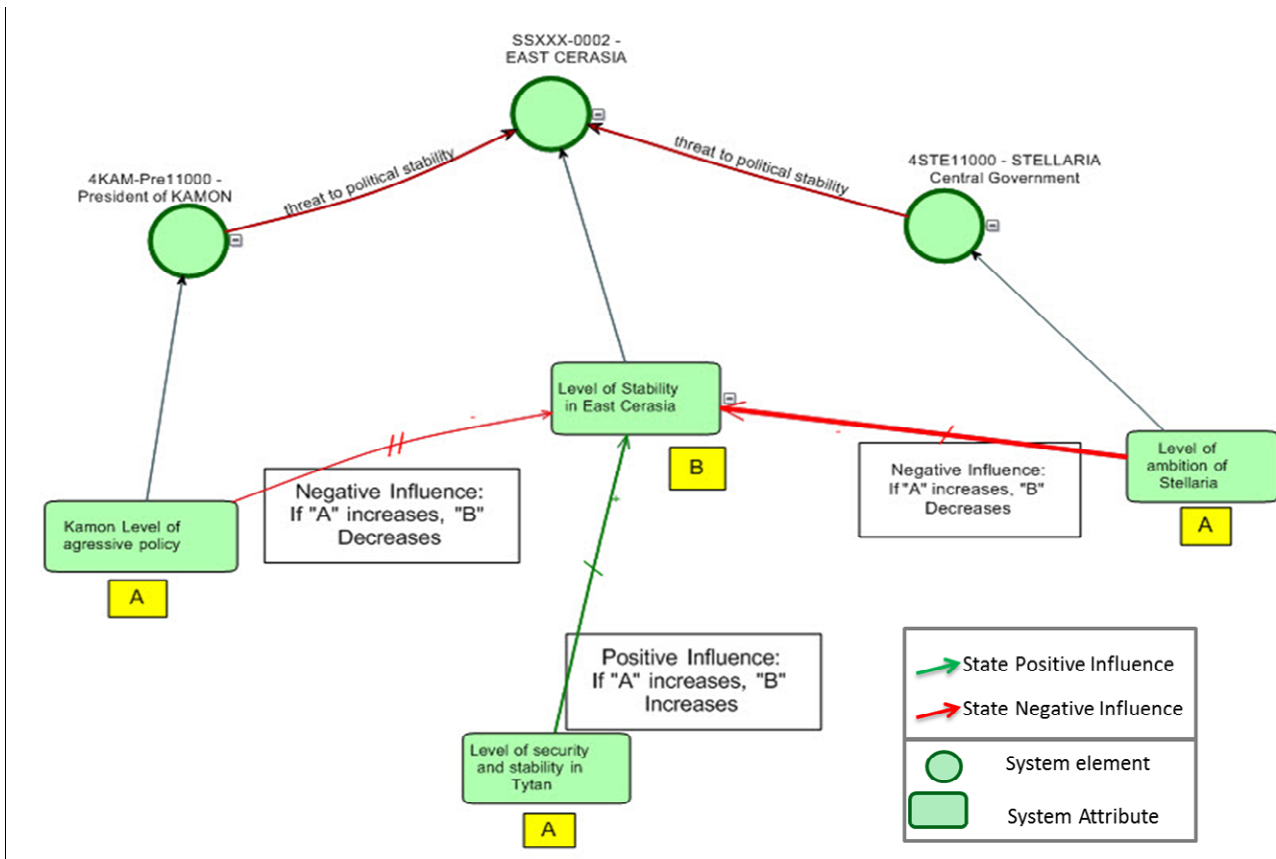 SSXXX-0002 -
EAST CERASIA
threat to political stability
threat to political stability
4KAM-Pre11000 -
President of KAMON
4STE11000 - STELLARIA
Central Government
Level of Stability
in East Cerasia
B
-
-
Negative Influence:
If "A" increases, "B"
Decreases
Negative Influence:
If "A" increases, "B"
Decreases
Level of
ambition of
Stellaria
A
Kamon Level of
agressive policy
A
+
Positive Influence:
If "A" increases, "B"
Increases
Level of security
and stability in
Tytan
A
State Positive Influence
State Negative Influence
System element
System Attribute